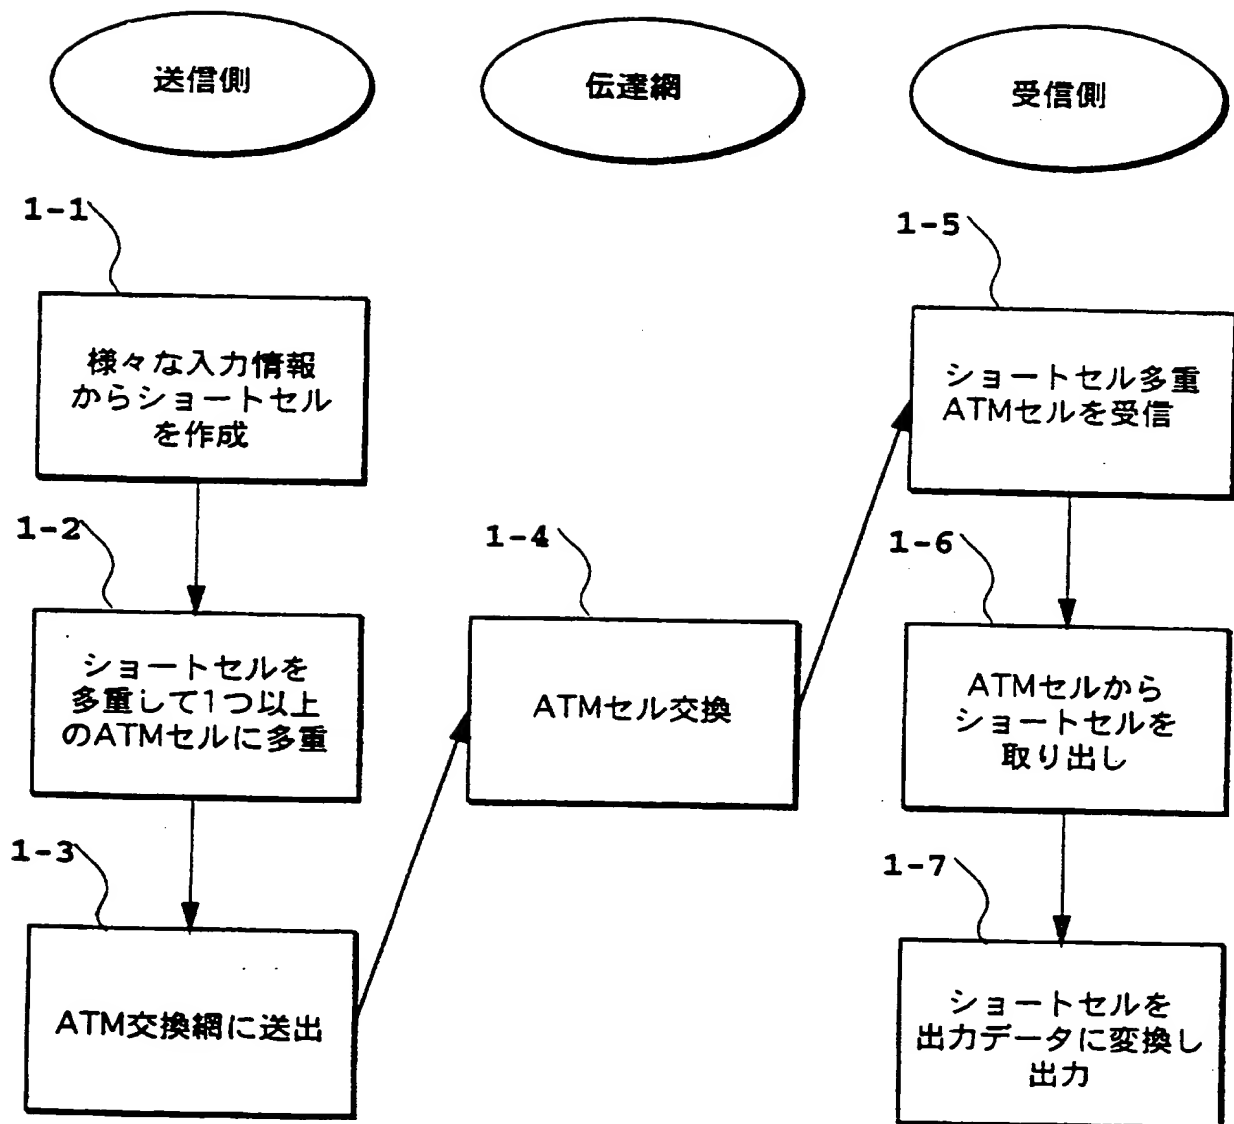 送信側
伝達網
受信側
1-1
様々な入力情報
からショートセル
を作成
1-2
ショートセルを
多重して1つ以上
のATMセルに多重
1-3
ATM交換網に送出
1-4
ATMセル交換
1-5
ショートセル多重
ATMセルを受信
1-6
ATMセルから
ショートセルを
取り出し
1-7
ショートセルを
出力データに変換し
出力